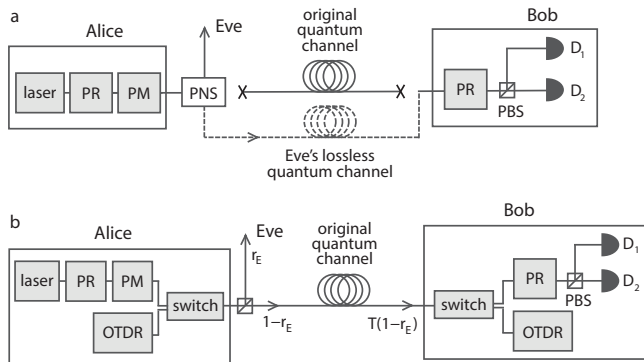 a
Alice
Eve
original
quantum
channel
Bob
laser
PR
PM
PNS
PR
D1
D2
PBS
Eve's lossless
quantum channel
b
Alice
Eve
rE
original
quantum
channel
Bob
laser
PR
PM
switch
OTDR
1–rE
T(1–rE)
switch
PR
D1
D2
PBS
OTDR